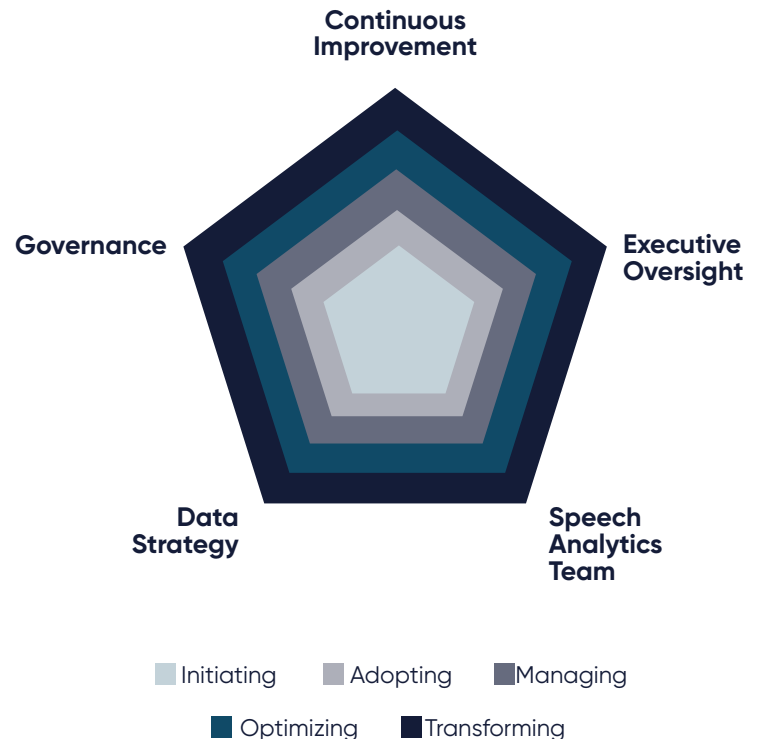 Continuous
Improvement
Governance
Executive
Oversight
Data
Strategy
Speech
Analytics
Team
Initiating
Adopting
Managing
Optimizing
Transforming